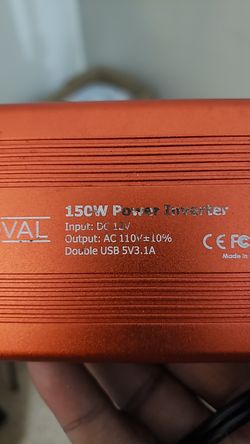 VAL
150W Power Inverter
Input: DC 12V
Output: AC 110V±10%
Double USB 5V3.1A
CE FC
Made in